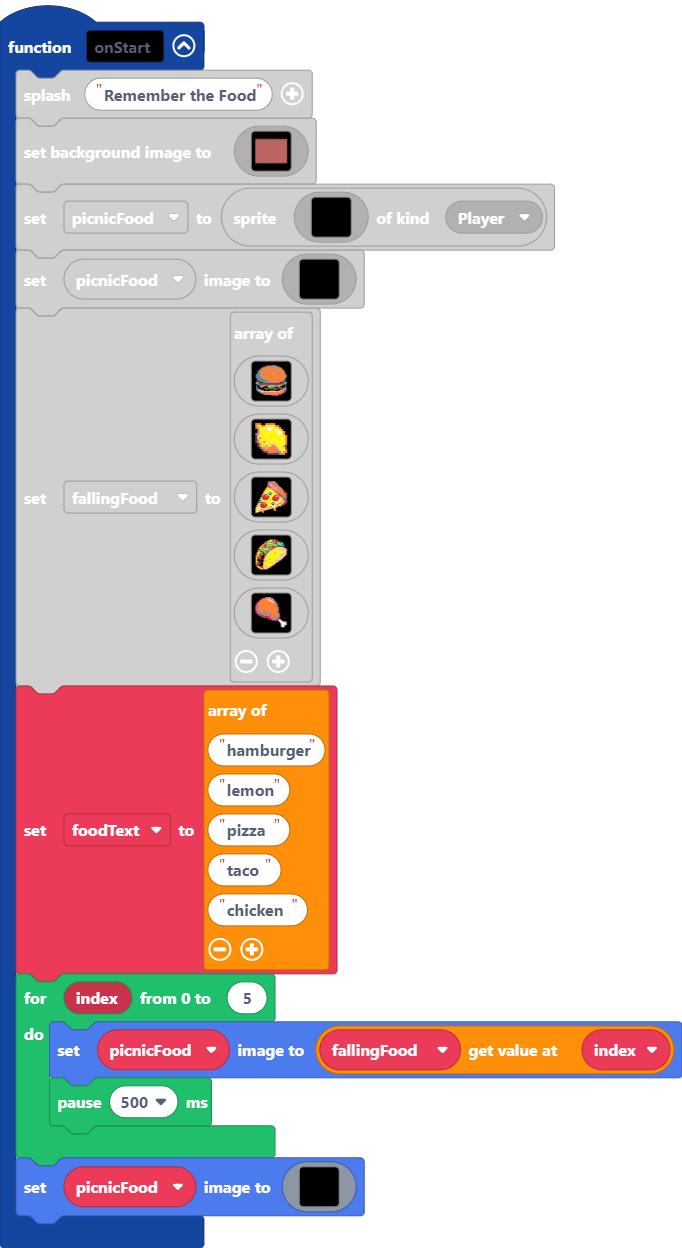 function onStart
splash "Remember the Food"
set background image to
set picnicFood to sprite of kind Player
set picnicFood image to
array of
set fallingFood to
array of
"hamburger"
"lemon"
set foodText to "pizza"
"taco"
"chicken"
for index from 0 to 5
do
set picnicFood image to fallingFood get value at index
pause 500 ms
set picnicFood image to